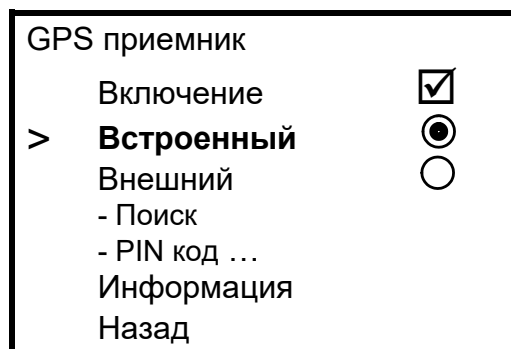 GPS приемник
Включение
> Встроенный
Внешний
- Поиск
- PIN код ...
Информация
Назад